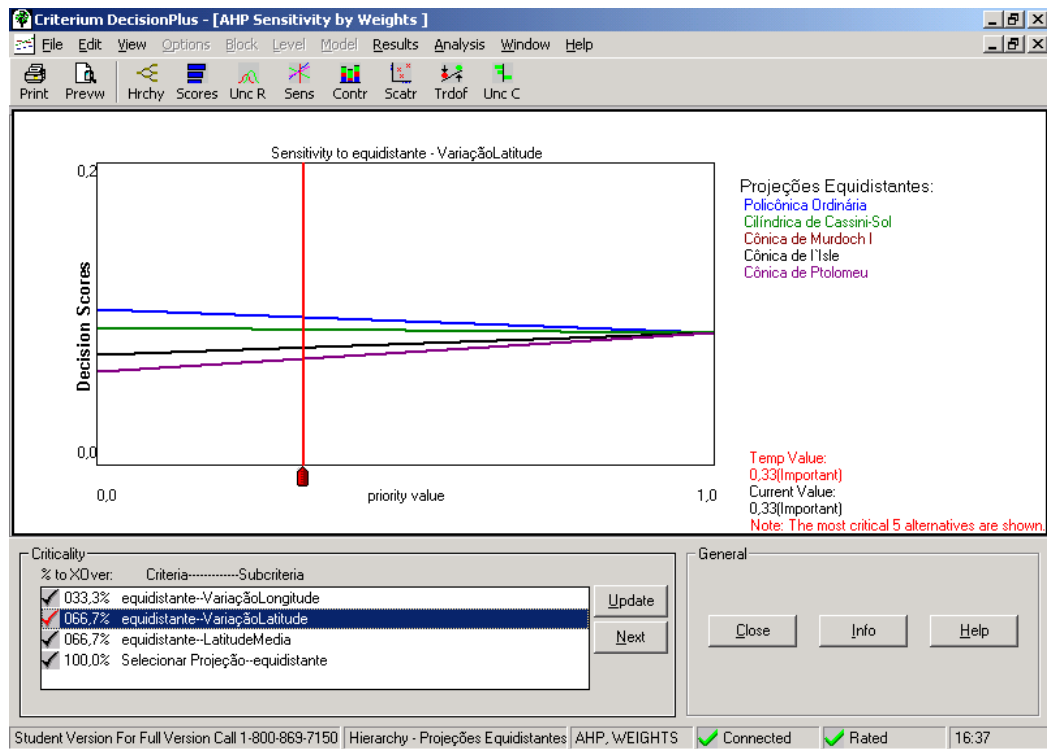 Criterium DecisionPlus - [AHP Sensitivity by Weights ]
File Edit View Options Block Level Model Results Analysis Window Help
Print Prevw Hrchy Scores Unc R Sens Contr Scatr Trdof Unc C
Sensitivity to equidistante - VariaçãoLatitude
0,2
Decision Scores
0,0
0,0 priority value 1,0
Projeções Equidistantes:
Policônica Ordinária
Cilíndrica de Cassini-Sol
Cônica de Murdoch I
Cônica de l`Isle
Cônica de Ptolomeu
Temp Value:
0,33(Important)
Current Value:
0,33(Important)
Note: The most critical 5 alternatives are shown.
Criticality
% to XOver: Criteria------------Subcriteria
033,3% equidistante--VariaçãoLongitude
066,7% equidistante--VariaçãoLatitude
066,7% equidistante--LatitudeMedia
100,0% Selecionar Projeção--equidistante
Update
Next
General
Close Info Help
Student Version For Full Version Call 1-800-869-7150 Hierarchy - Projeções Equidistantes AHP, WEIGHTS Connected Rated 16:37